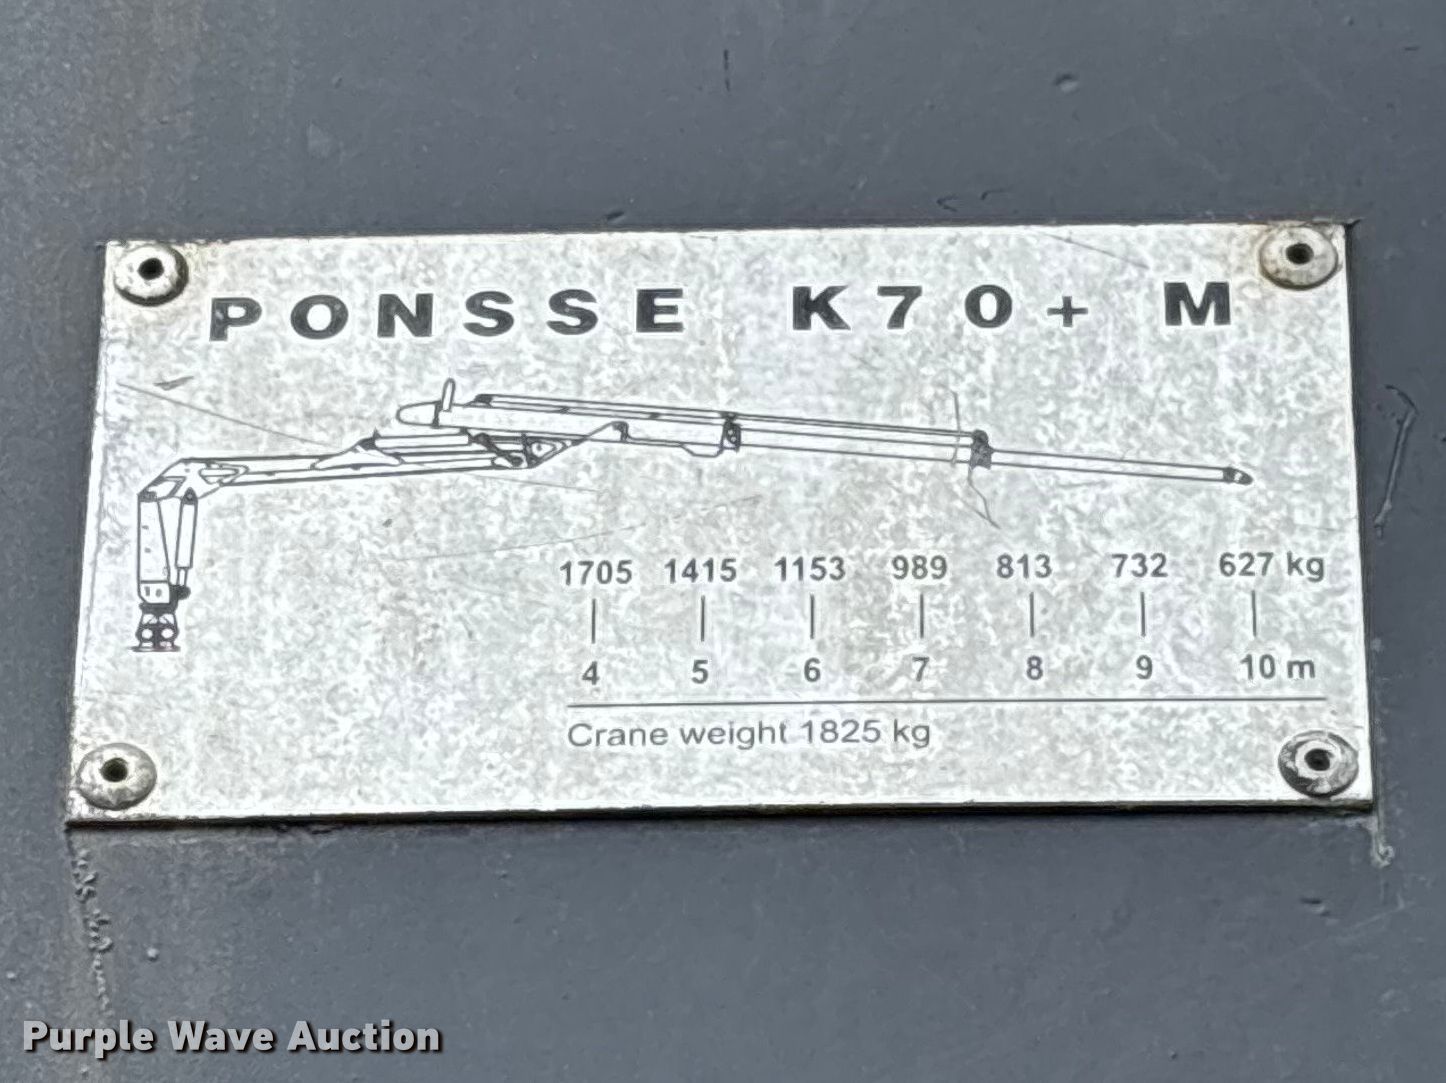 PONSSE K70+ M
1705 1415 1153 989 813 732 627 kg
4 5 6 7 8 9 10 m
Crane weight 1825 kg
Purple Wave Auction